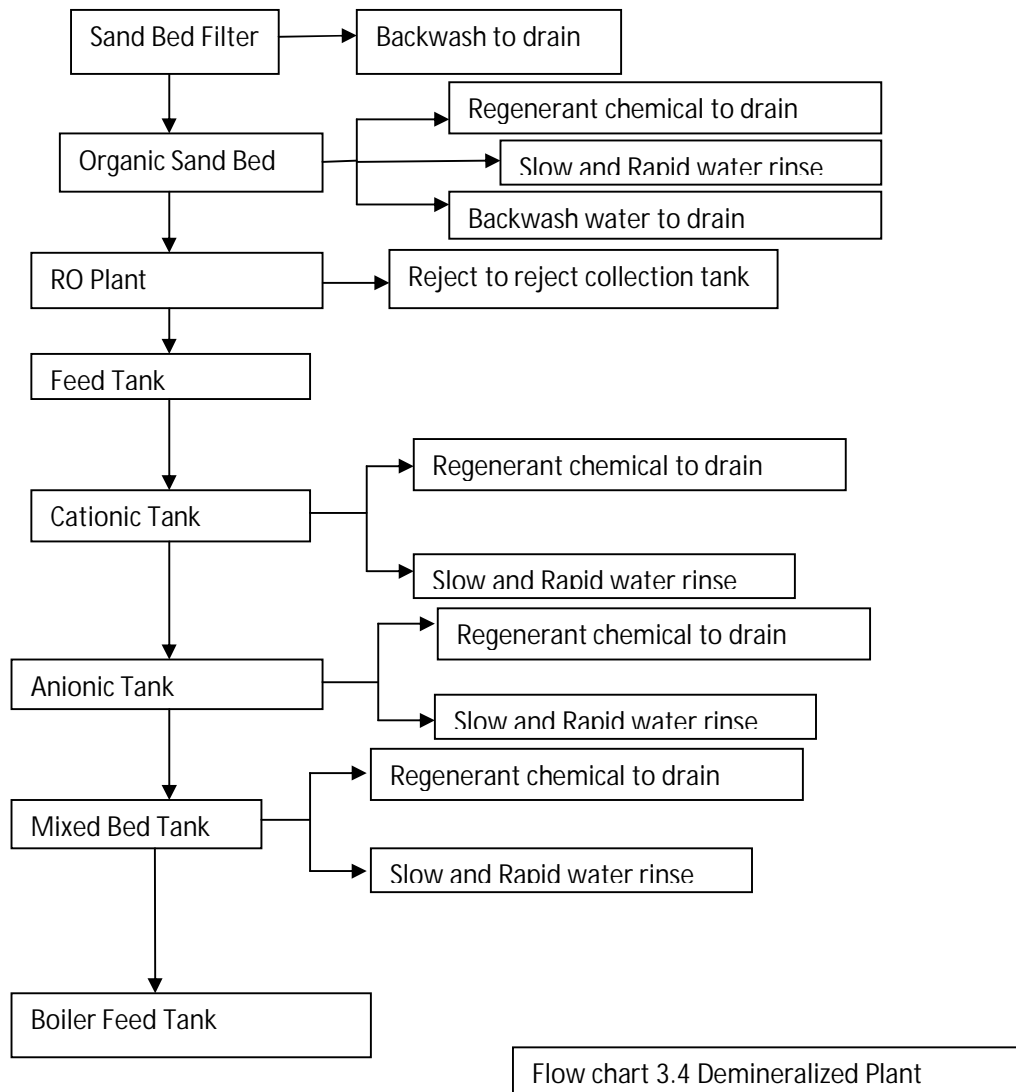 Sand Bed Filter
Backwash to drain
Regenerant chemical to drain
Organic Sand Bed
Slow and Rapid water rinse
Backwash water to drain
RO Plant
Reject to reject collection tank
Feed Tank
Regenerant chemical to drain
Cationic Tank
Slow and Rapid water rinse
Regenerant chemical to drain
Anionic Tank
Slow and Rapid water rinse
Regenerant chemical to drain
Mixed Bed Tank
Slow and Rapid water rinse
Boiler Feed Tank
Flow chart 3.4 Demineralized Plant